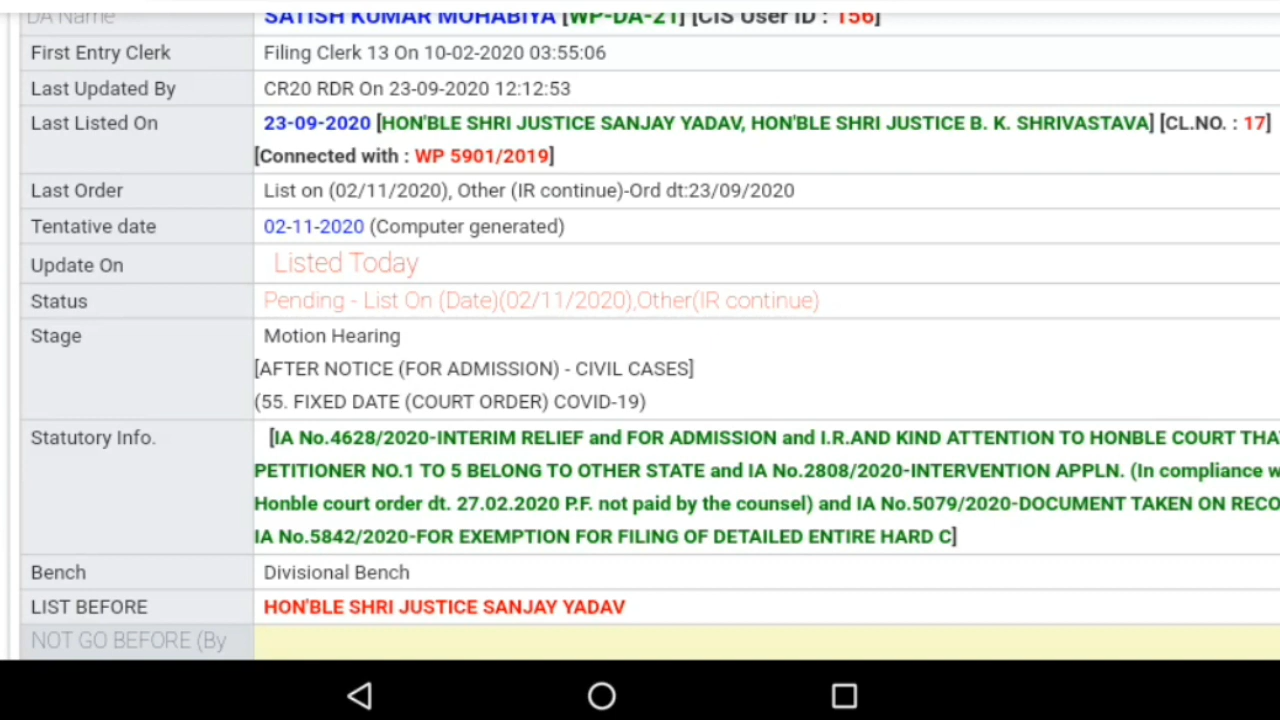 DA Name SATISH KUMAR MOHABIYA [WP-DA-21] [CIS User ID : 156]
First Entry Clerk Filing Clerk 13 On 10-02-2020 03:55:06
Last Updated By CR20 RDR On 23-09-2020 12:12:53
Last Listed On 23-09-2020 [HON'BLE SHRI JUSTICE SANJAY YADAV, HON'BLE SHRI JUSTICE B. K. SHRIVASTAVA] [CL.NO. : 17]
[Connected with : WP 5901/2019]
Last Order List on (02/11/2020), Other (IR continue)-Ord dt:23/09/2020
Tentative date 02-11-2020 (Computer generated)
Update On Listed Today
Status Pending - List On (Date)(02/11/2020),Other(IR continue)
Stage Motion Hearing
[AFTER NOTICE (FOR ADMISSION) - CIVIL CASES]
(55. FIXED DATE (COURT ORDER) COVID-19)
Statutory Info. [IA No.4628/2020-INTERIM RELIEF and FOR ADMISSION and I.R.AND KIND ATTENTION TO HONBLE COURT THA
PETITIONER NO.1 TO 5 BELONG TO OTHER STATE and IA No.2808/2020-INTERVENTION APPLN. (In compliance w
Honble court order dt. 27.02.2020 P.F. not paid by the counsel) and IA No.5079/2020-DOCUMENT TAKEN ON RECO
IA No.5842/2020-FOR EXEMPTION FOR FILING OF DETAILED ENTIRE HARD C]
Bench Divisional Bench
LIST BEFORE HON'BLE SHRI JUSTICE SANJAY YADAV
NOT GO BEFORE (By